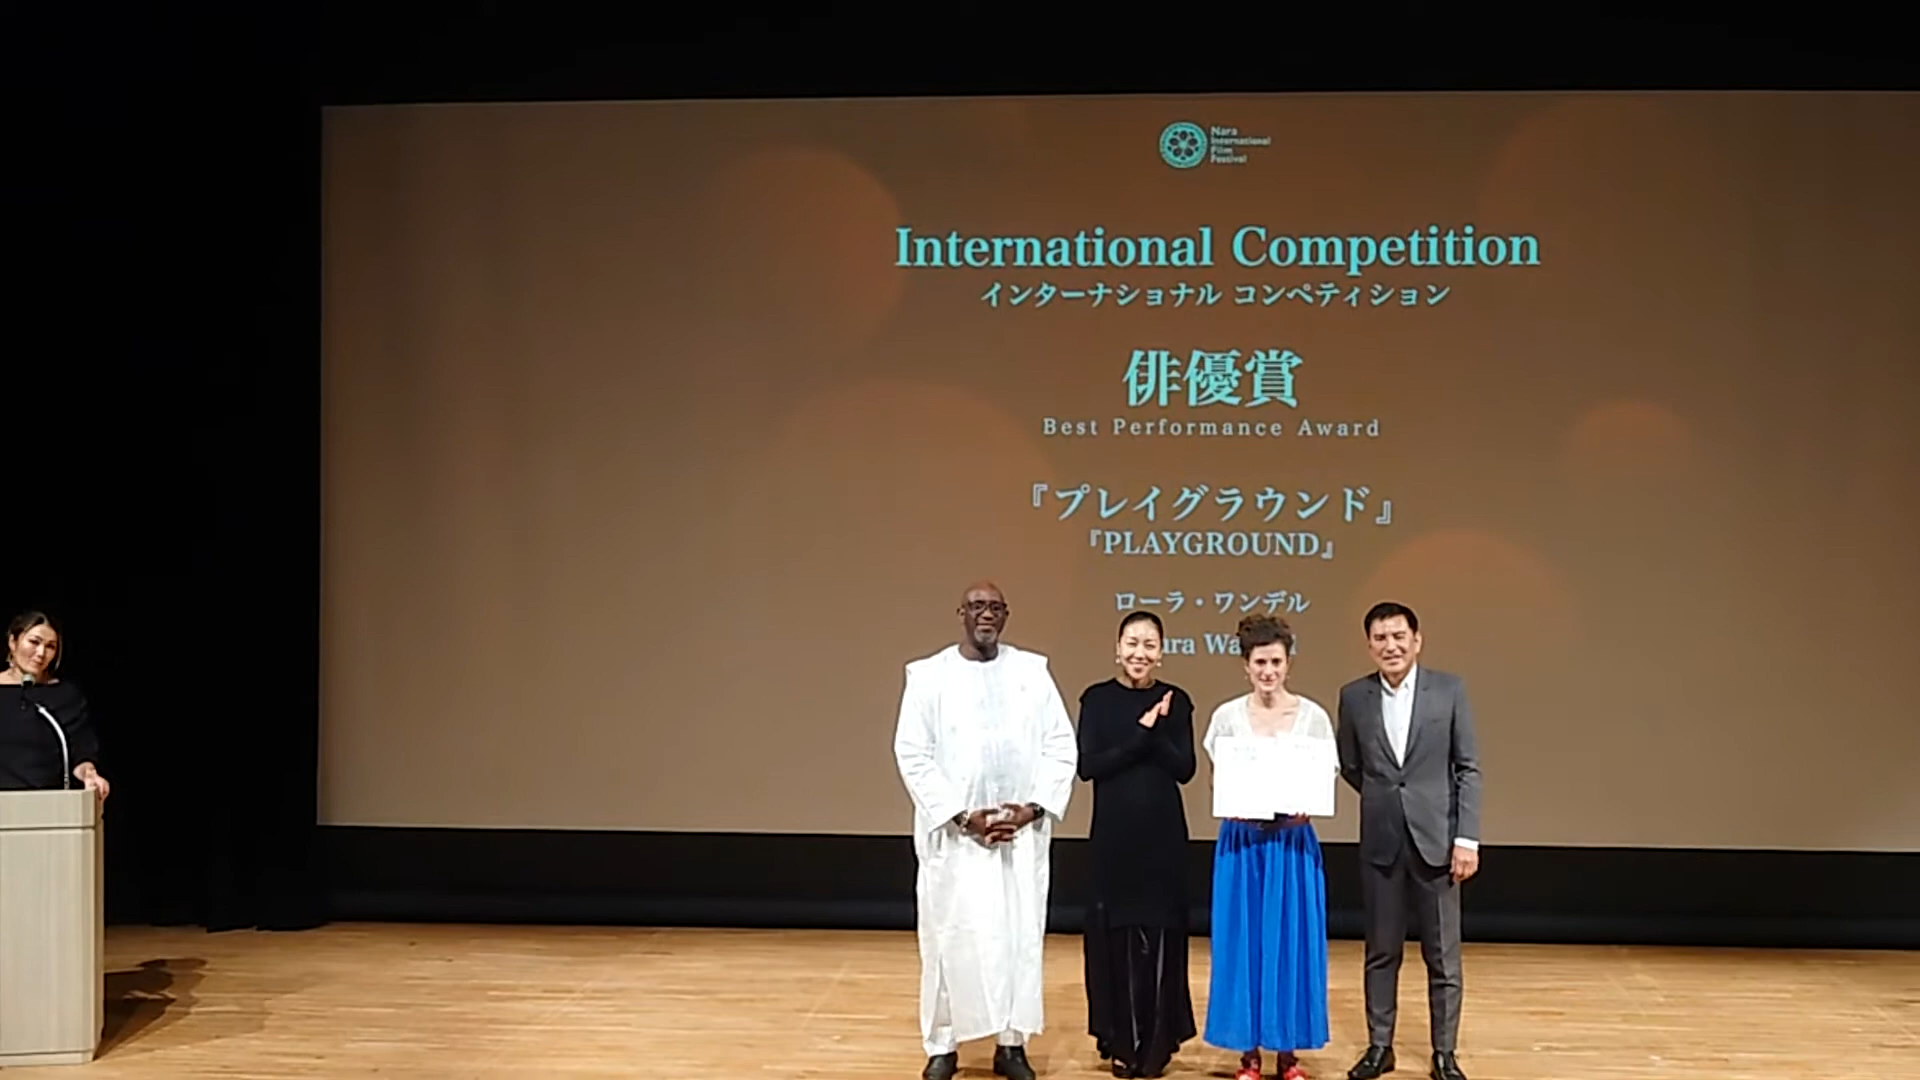 Nara
International
Film
Festival
International Competition
インターナショナル コンペティション
俳優賞
Best Performance Award
『プレイグラウンド』
『PLAYGROUND』
ローラ・ワンデル